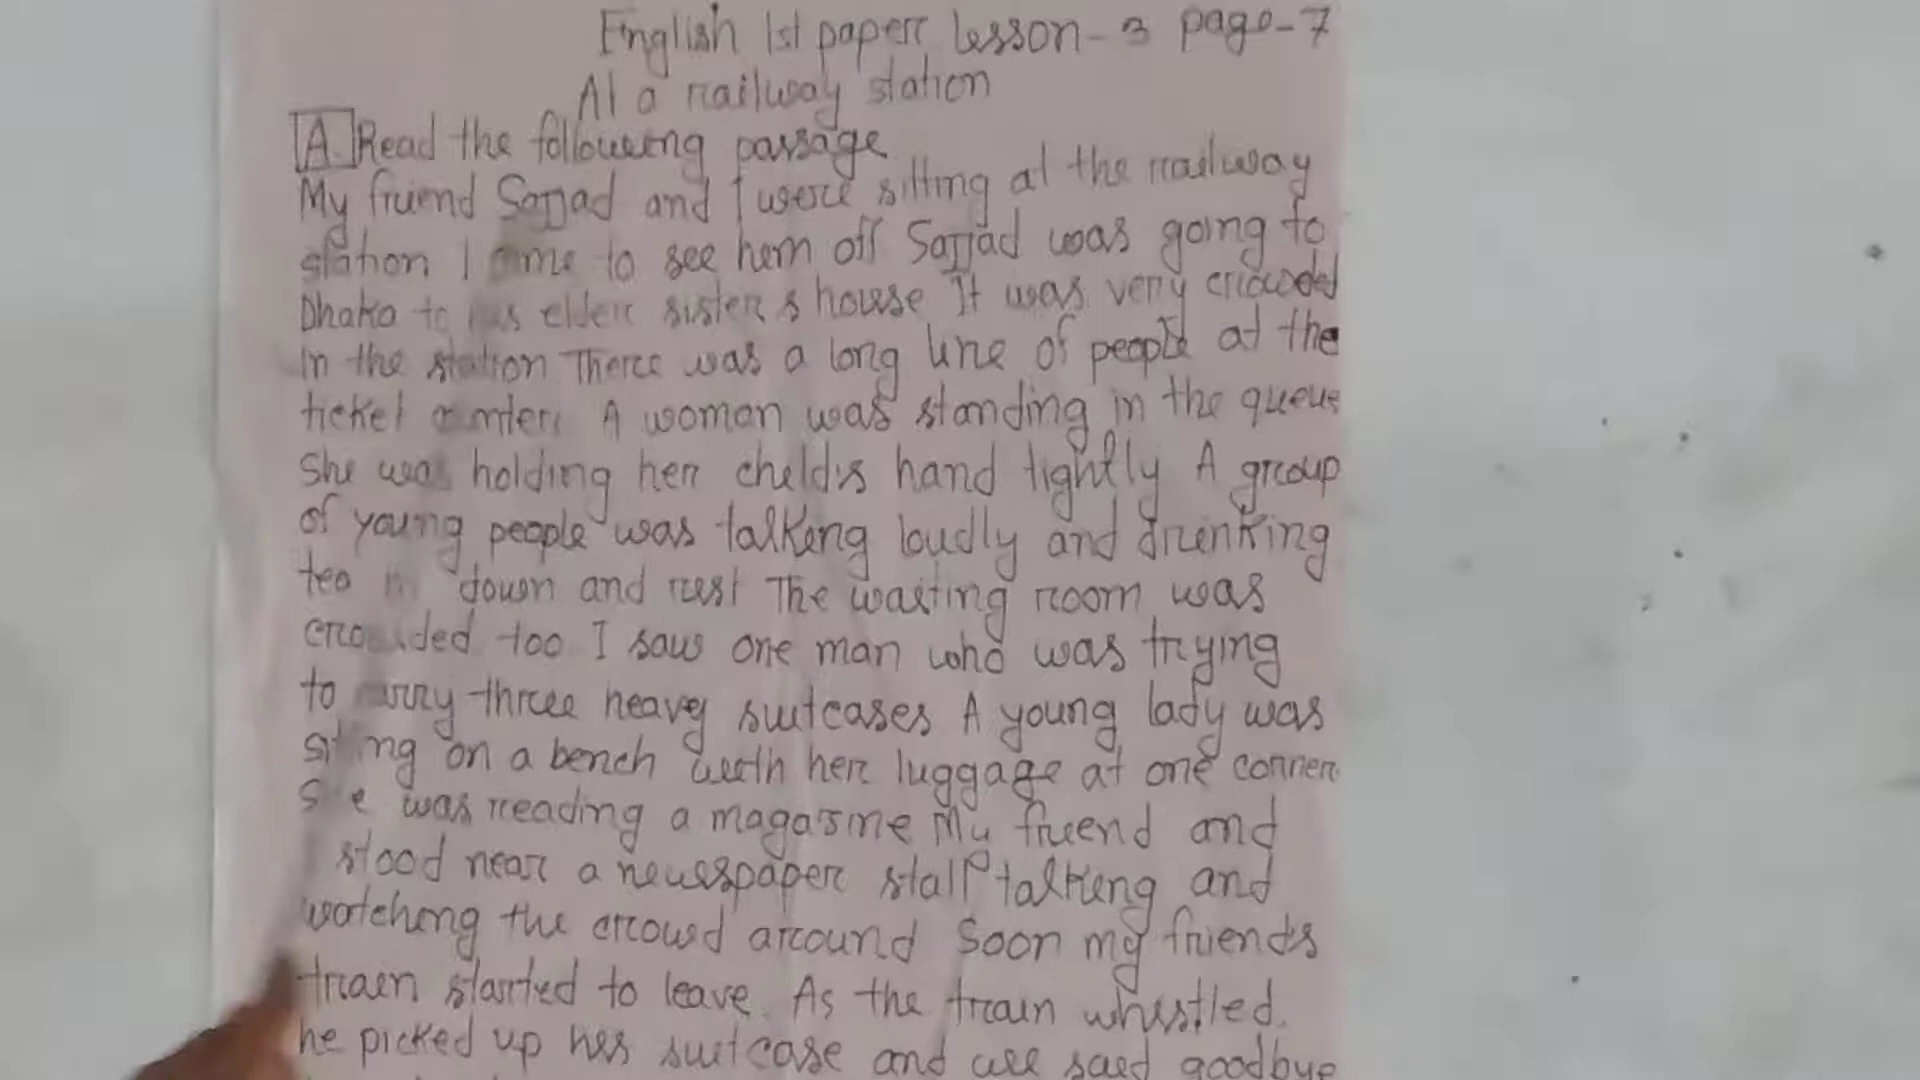 English 1st paper lesson-3 page-7
At a railway station
A. Read the following passage
My friend Sajjad and I were sitting at the railway
station I came to see him off Sajjad was going to
Dhaka to his elder sister's house It was very crowded
in the station There was a long line of people at the
ticket counter A woman was standing in the queue
She was holding her child's hand tightly A group
of young people was talking loudly and drinking
tea down and rest The waiting room was
crowded too. I saw one man who was trying
to carry three heavy suitcases A young lady was
sitting on a bench with her luggage at one corner
She was reading a magazine My friend and
stood near a newspaper stall talking and
watching the crowd around Soon my friends
train started to leave. As the train whistled.
he picked up his suitcase and we said goodbye